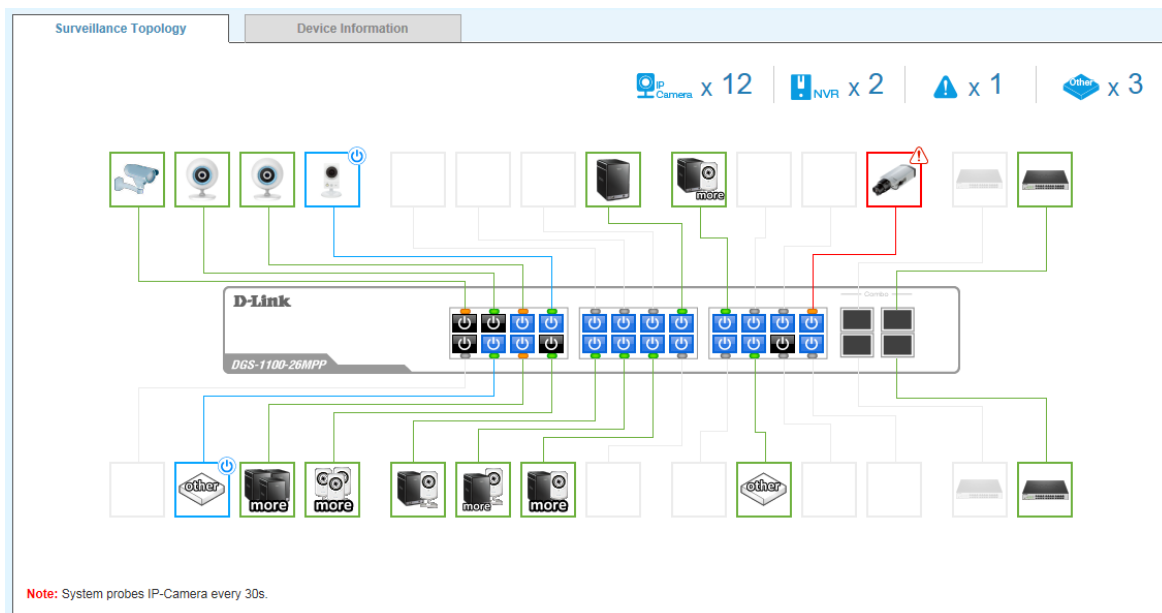 Surveillance Topology
Device Information
IP Camera x 12
NVR x 2
x 1
Other x 3
more
Combo
D-Link
DGS-1100-26MPP
other
more
more
more
more
other
Note: System probes IP-Camera every 30s.